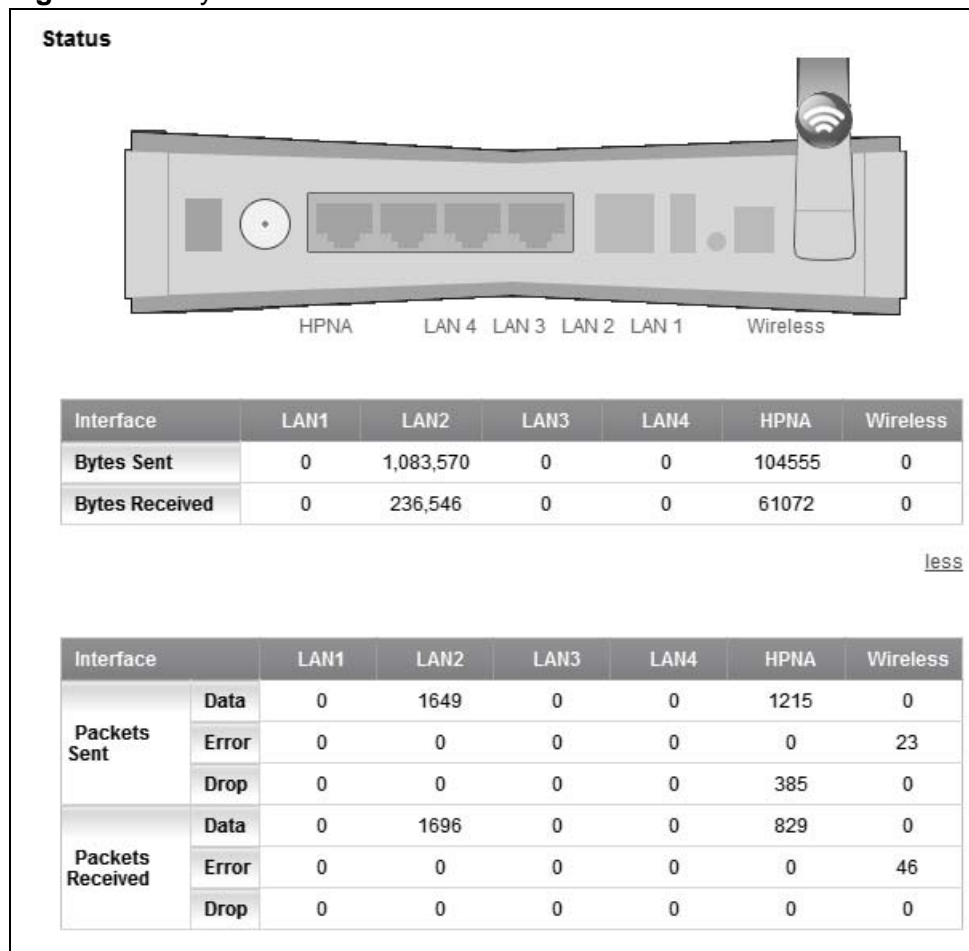 Status
HPNA LAN 4 LAN 3 LAN 2 LAN 1 Wireless
Interface LAN1 LAN2 LAN3 LAN4 HPNA Wireless
Bytes Sent 0 1,083,570 0 0 104555 0
Bytes Received 0 236,546 0 0 61072 0
less
Interface LAN1 LAN2 LAN3 LAN4 HPNA Wireless
Packets Sent Data 0 1649 0 0 1215 0
Error 0 0 0 0 0 23
Drop 0 0 0 0 385 0
Packets Received Data 0 1696 0 0 829 0
Error 0 0 0 0 0 46
Drop 0 0 0 0 0 0